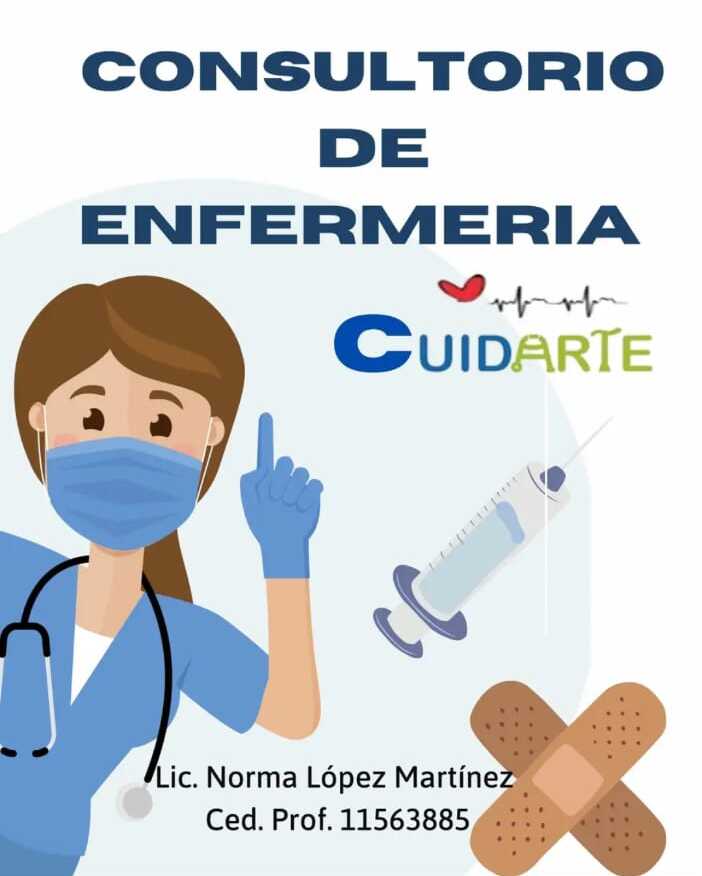 CONSULTORIO
DE
ENFERMERIA
CUIDARTE
Lic. Norma López Martínez
Ced. Prof. 11563885